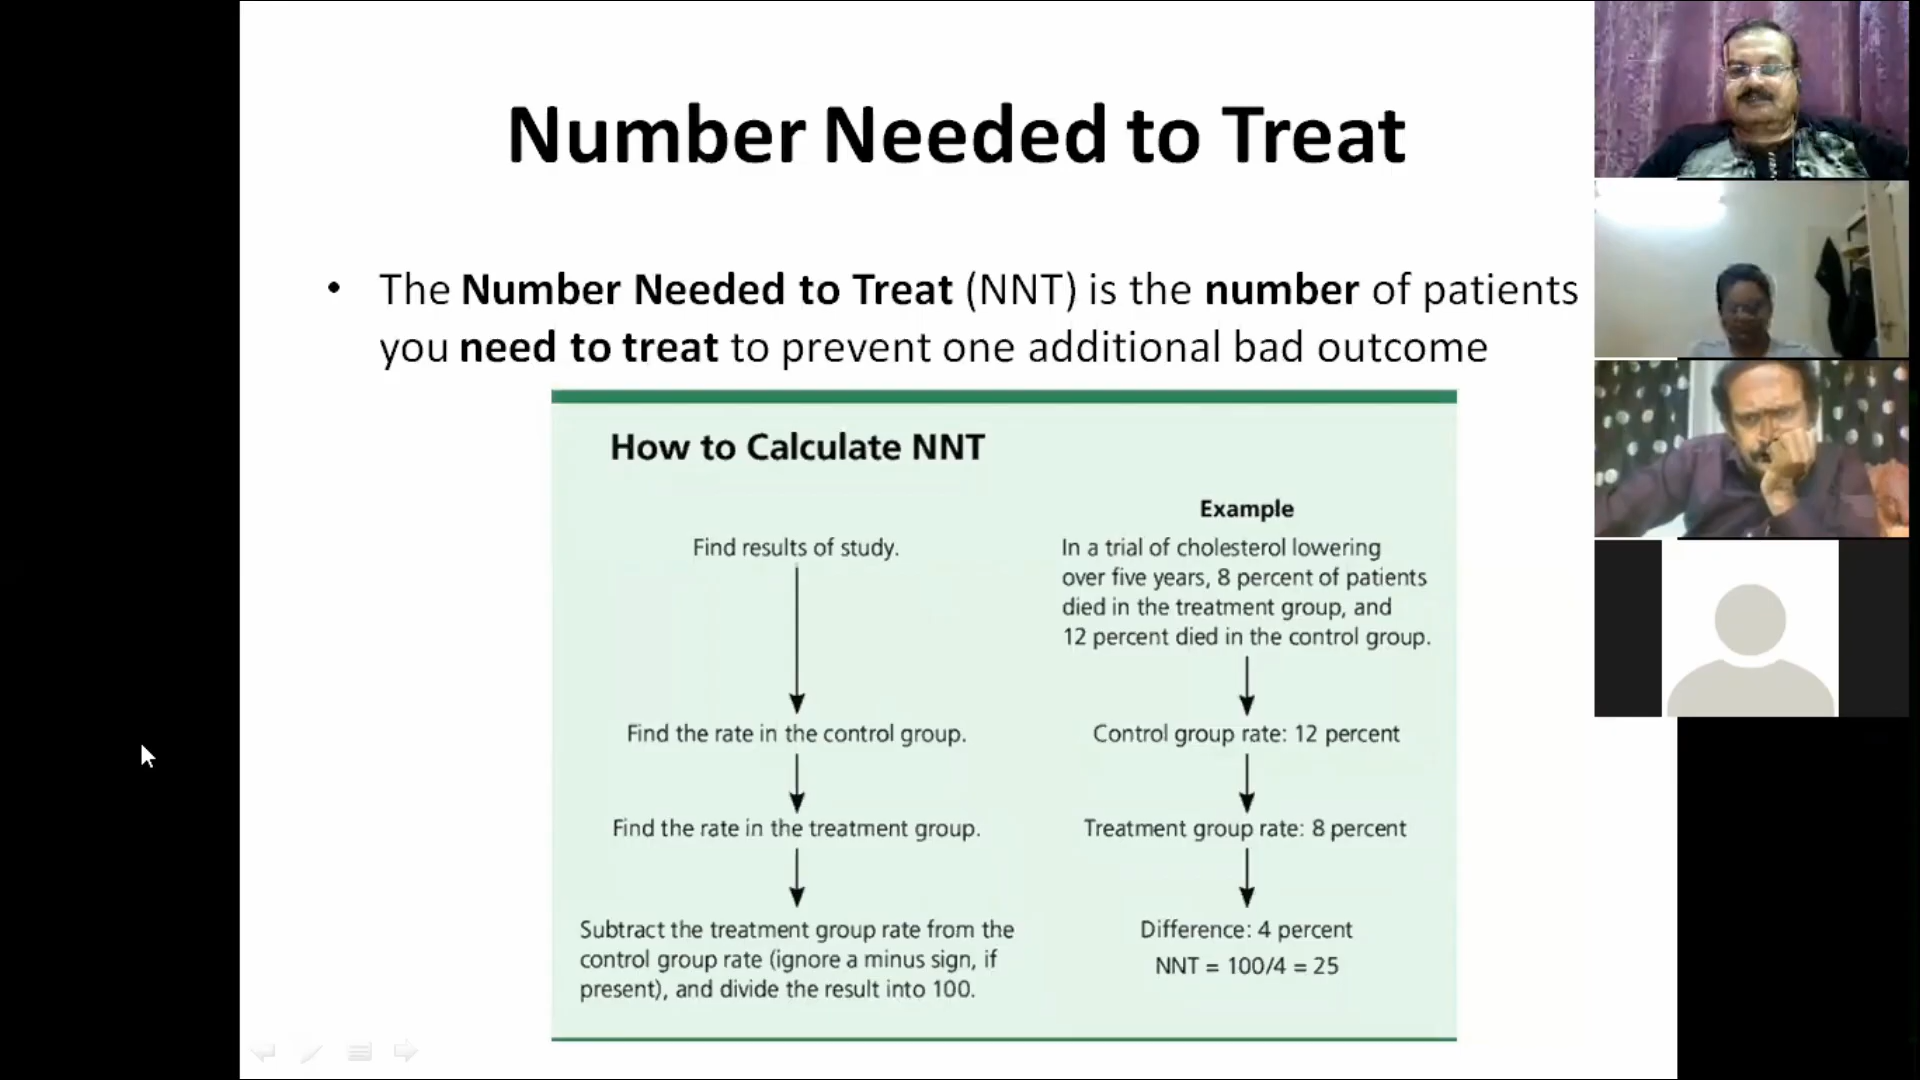 Number Needed to Treat
• The Number Needed to Treat (NNT) is the number of patients
you need to treat to prevent one additional bad outcome
How to Calculate NNT
Find results of study.
Find the rate in the control group.
Find the rate in the treatment group.
Subtract the treatment group rate from the
control group rate (ignore a minus sign, if
present), and divide the result into 100.
Example
In a trial of cholesterol lowering
over five years, 8 percent of patients
died in the treatment group, and
12 percent died in the control group.
Control group rate: 12 percent
Treatment group rate: 8 percent
Difference: 4 percent
NNT = 100/4 = 25